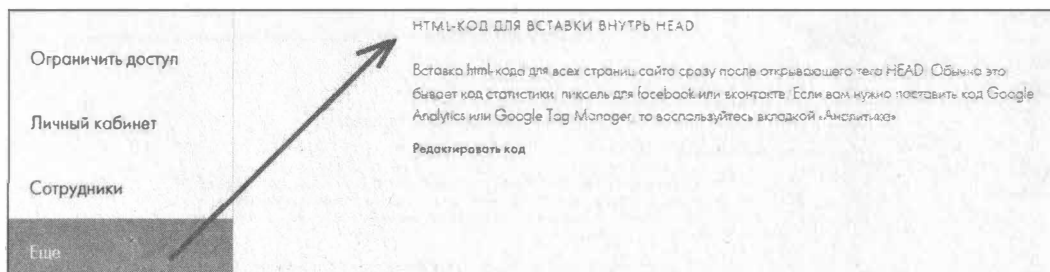 Ограничить доступ
Личный кабинет
Сотрудники
Еще
HTML-КОД ДЛЯ ВСТАВКИ ВНУТРЬ HEAD
Вставка html-кода для всех страниц сайта сразу после открывающего тега HEAD. Обычно это
бывает код статистики, пиксель для facebook или вконтакте. Если вам нужно поставить код Google
Analytics или Google Tag Manager, то воспользуйтесь вкладкой «Аналитика»
Редактировать код